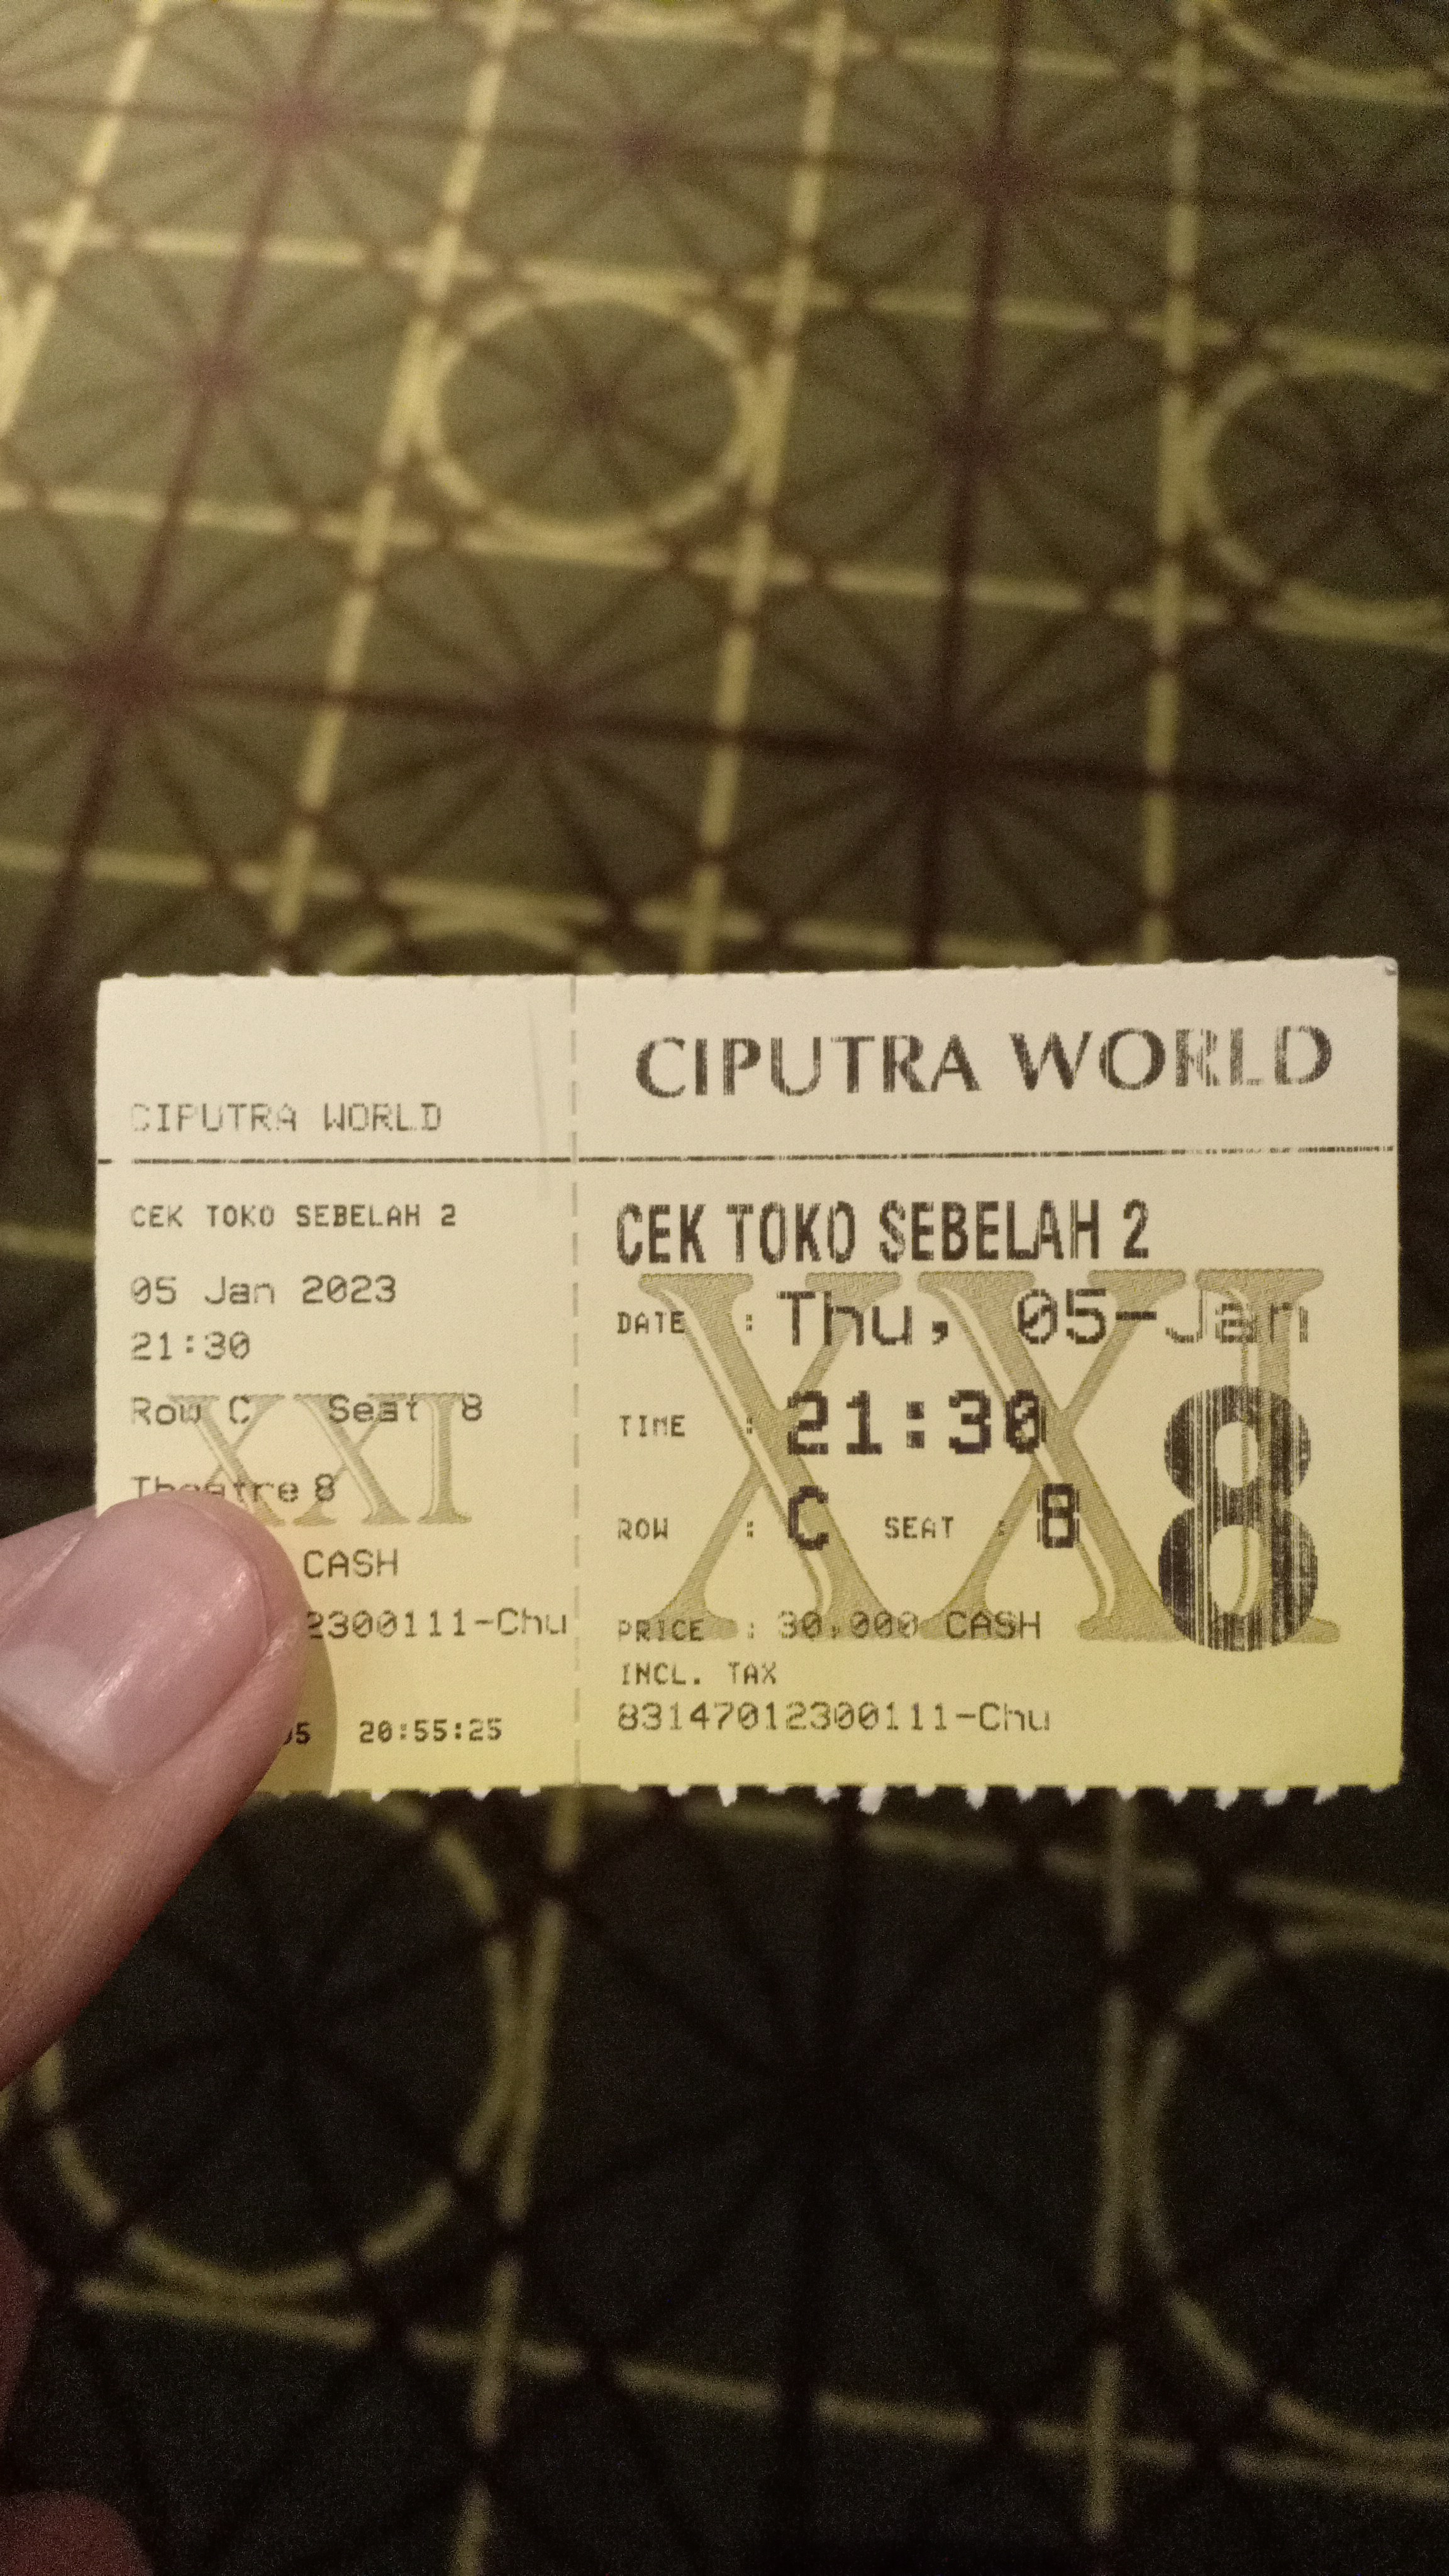 CIPUTRA WORLD
CEK TOKO SEBELAH 2
05 Jan 2023
21:30
Row C Seat 8
Theatre 8
XXI
CASH
2300111-Chu
05 20:55:25
CIPUTRA WORLD
CEK TOKO SEBELAH 2
DATE : Thu, 05-Jan
TIME : 21:30
ROW : C SEAT : 8
8
XXI
PRICE : 30,000 CASH
INCL. TAX
83147012300111-Chu